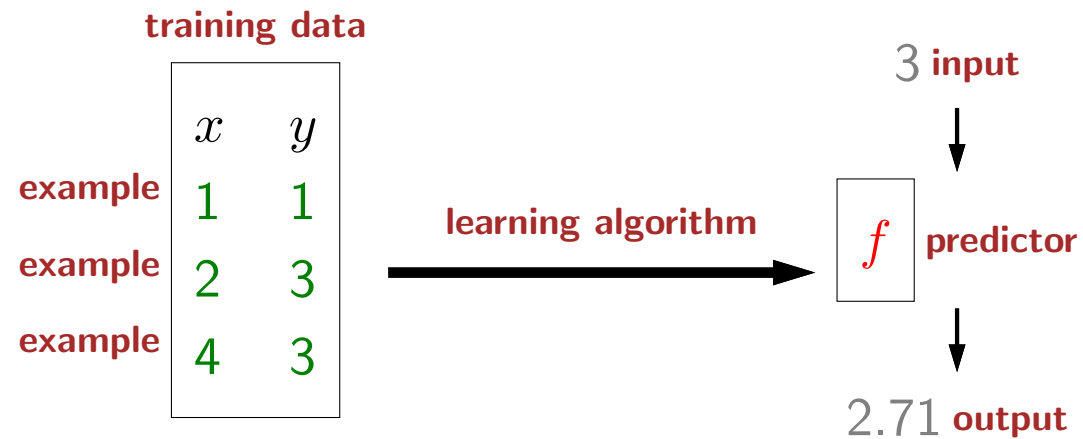 training data
x y
example 1 1
example 2 3
example 4 3
learning algorithm
3 input
f predictor
2.71 output